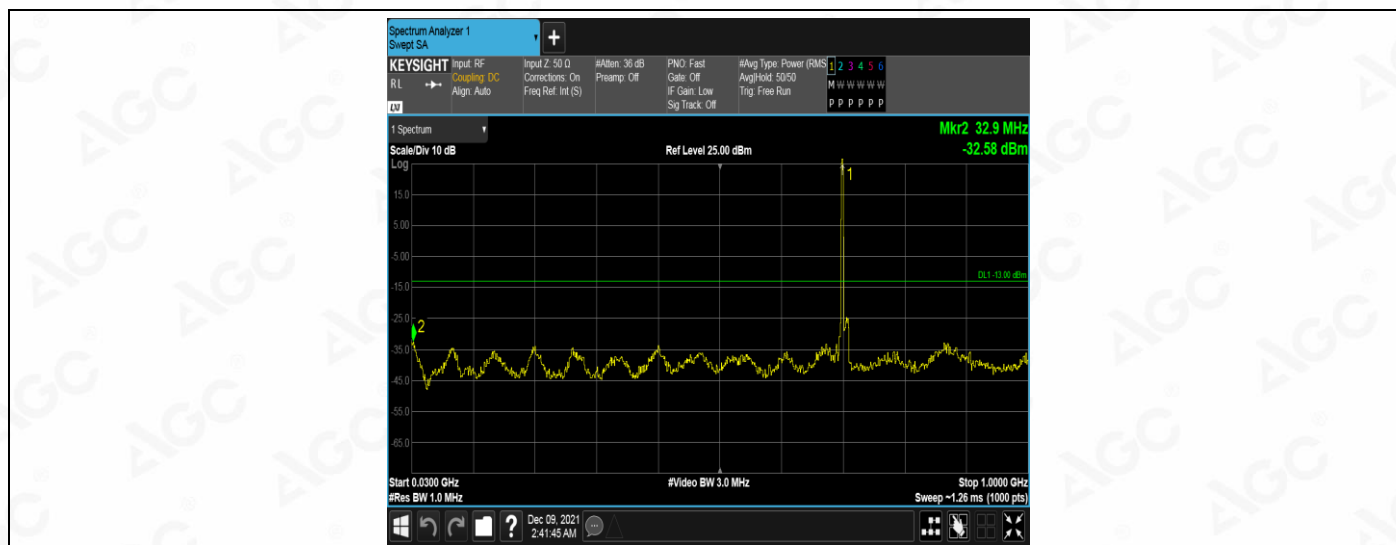 Spectrum Analyzer 1
Swept SA
KEYSIGHT
R L
LXI
Input: RF
Coupling: DC
Align: Auto
Input Z: 50 Ω
Corrections: On
Freq Ref: Int (S)
#Atten: 36 dB
Preamp: Off
PNO: Fast
Gate: Off
IF Gain: Low
Sig Track: Off
#Avg Type: Power (RMS
Avg|Hold: 50/50
Trig: Free Run
1 2 3 4 5 6
M W W W W W
P P P P P P
1 Spectrum
Mkr2 32.9 MHz
Scale/Div 10 dB
Ref Level 25.00 dBm
-32.58 dBm
Log
1
15.0
5.00
-5.00
DL1 -13.00 dBm
-15.0
-25.0
2
-35.0
-45.0
-55.0
-65.0
Start 0.0300 GHz
#Video BW 3.0 MHz
Stop 1.0000 GHz
#Res BW 1.0 MHz
Sweep ~1.26 ms (1000 pts)
?
Dec 09, 2021
2:41:45 AM
AGC